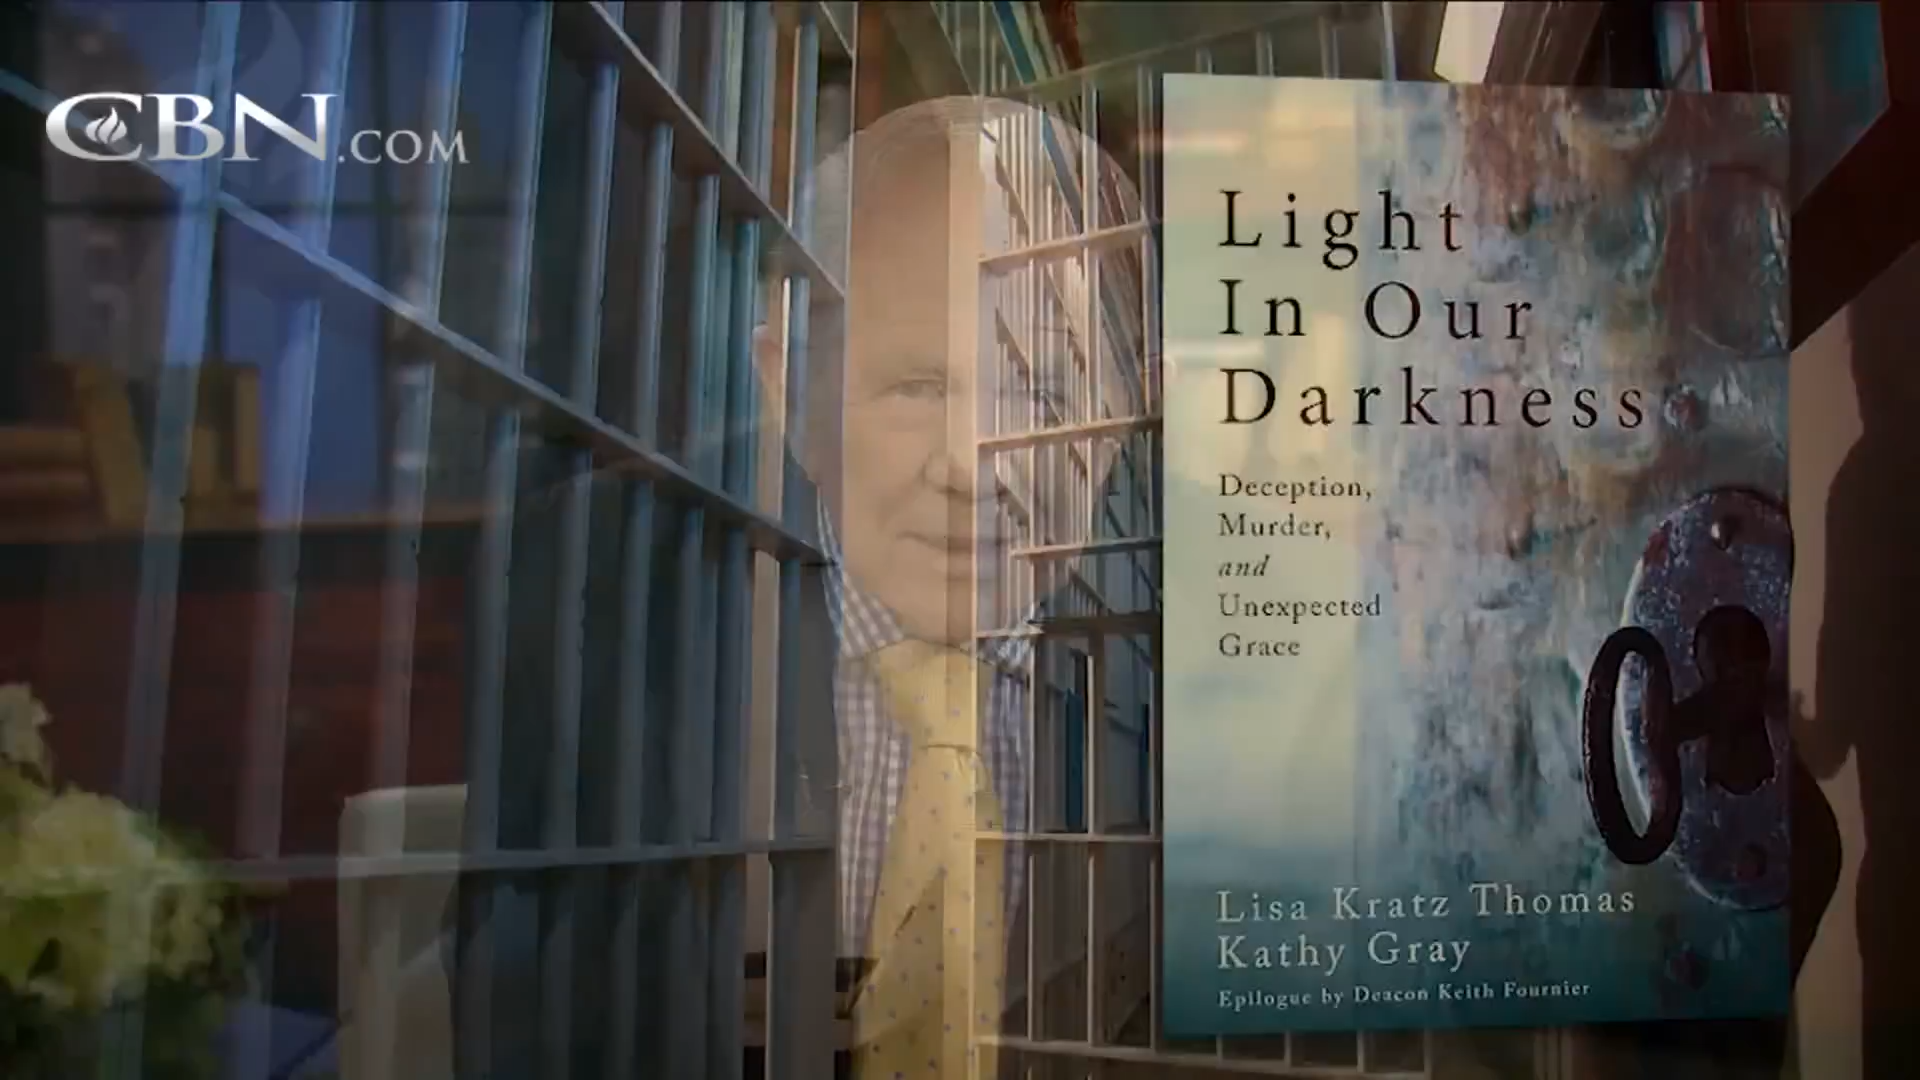 CBN.COM
Light
In Our
Darkness
Deception,
Murder,
and
Unexpected
Grace
Lisa Kratz Thomas
Kathy Gray
Epilogue by Deacon Keith Fournier